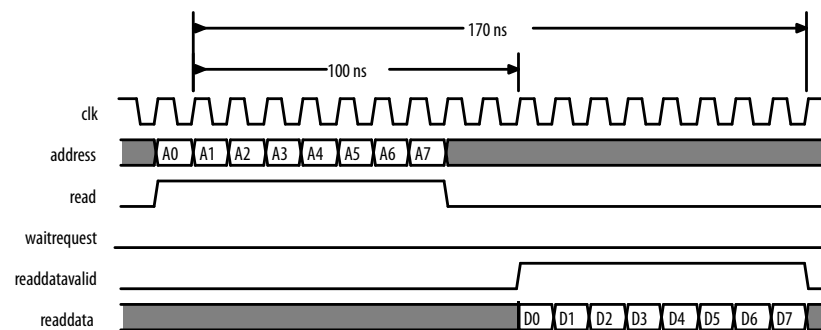 170 ns
100 ns
clk
address A0 A1 A2 A3 A4 A5 A6 A7
read
waitrequest
readdatavalid
readdata D0 D1 D2 D3 D4 D5 D6 D7